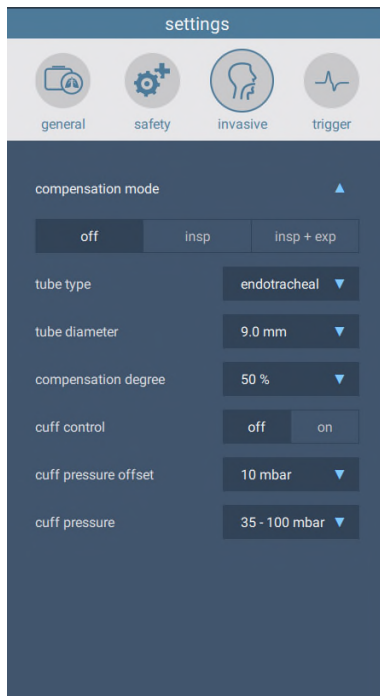 settings
general safety invasive trigger
compensation mode
off insp insp + exp
tube type endotracheal
tube diameter 9.0 mm
compensation degree 50 %
cuff control off on
cuff pressure offset 10 mbar
cuff pressure 35 - 100 mbar